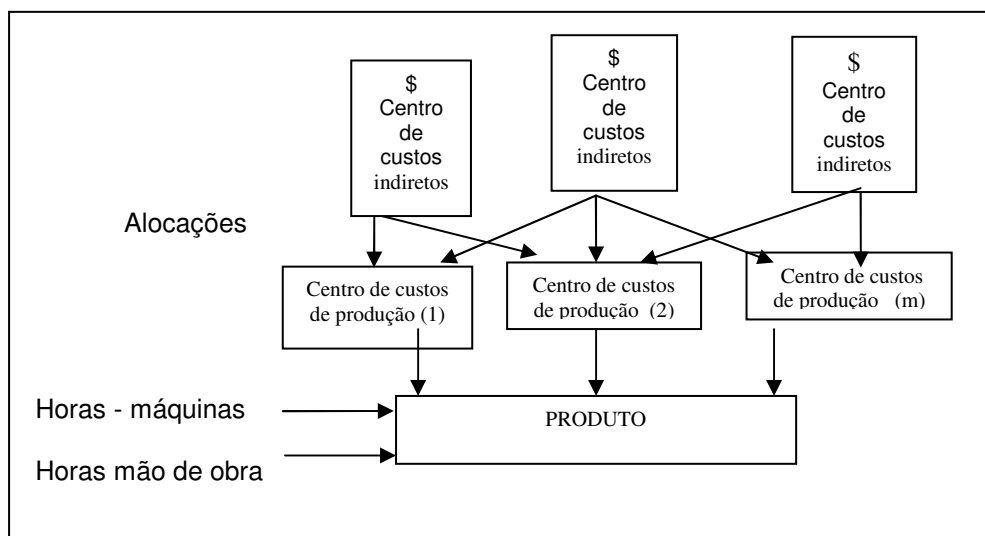 $
Centro
de
custos
indiretos
$
Centro
de
custos
indiretos
$
Centro
de
custos
indiretos
Alocações
Centro de custos
de produção (1)
Centro de custos
de produção (2)
Centro de custos
de produção (m)
Horas - máquinas
PRODUTO
Horas mão de obra